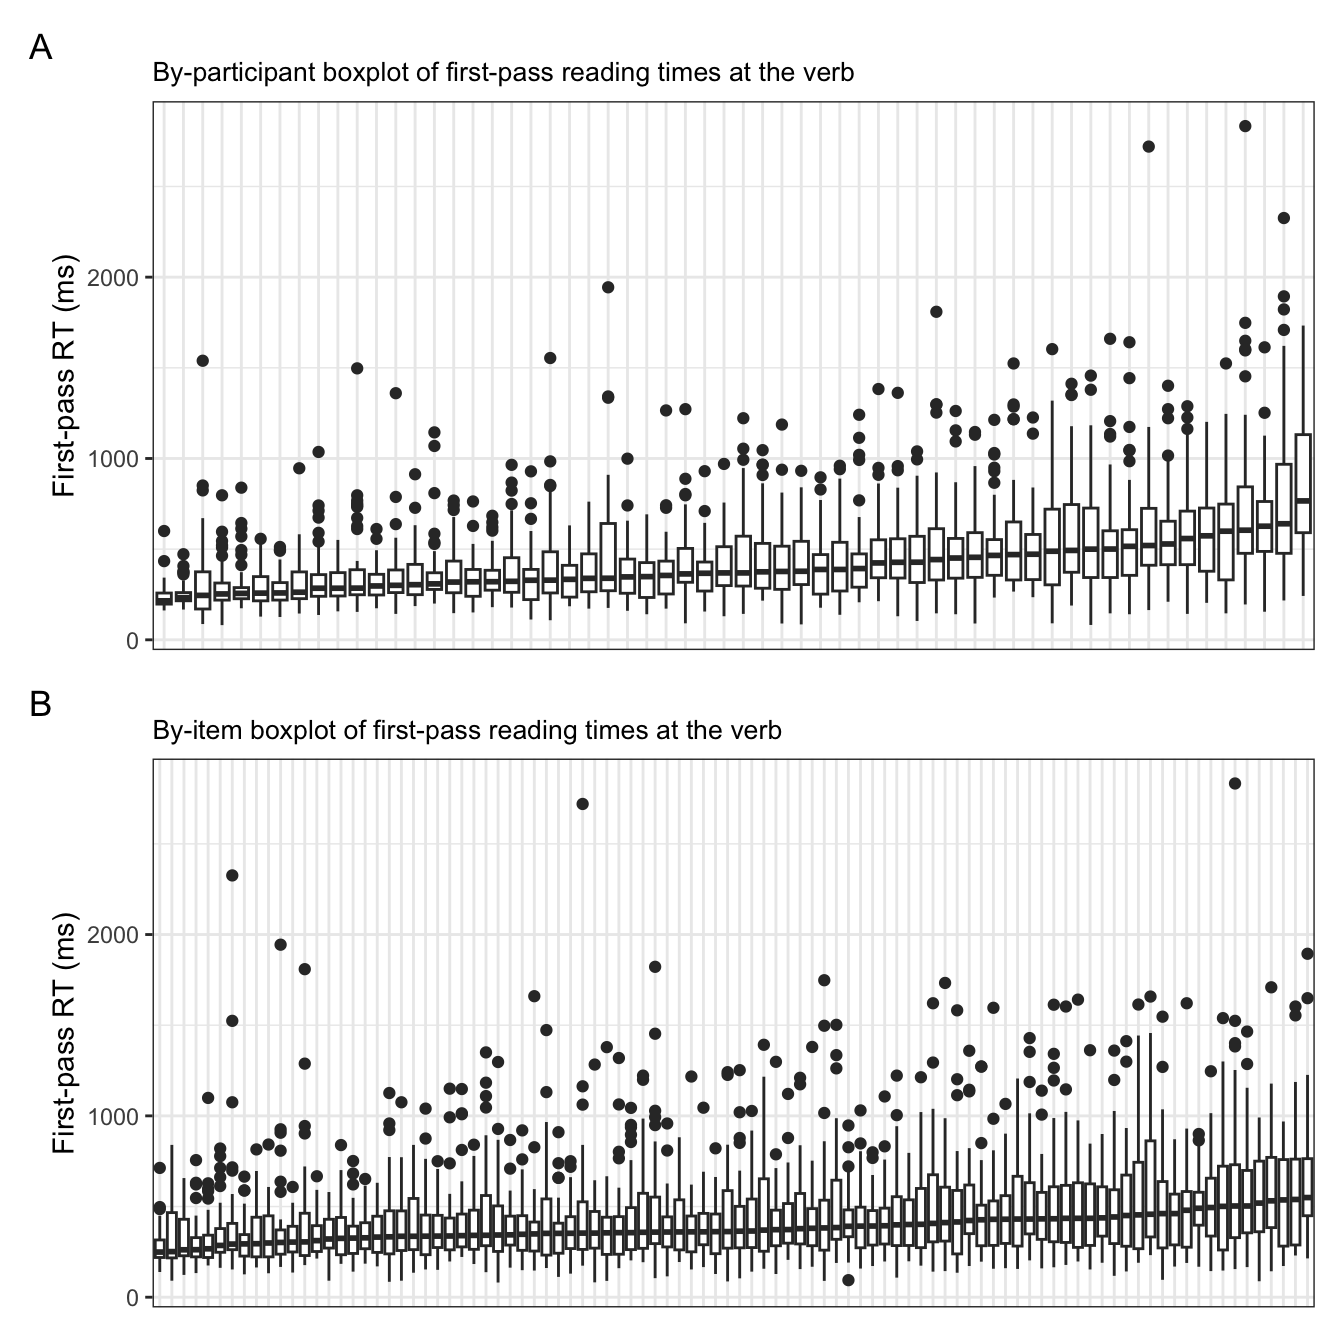 A
By-participant boxplot of first-pass reading times at the verb
First-pass RT (ms)
2000
1000
0
B
By-item boxplot of first-pass reading times at the verb
First-pass RT (ms)
2000
1000
0